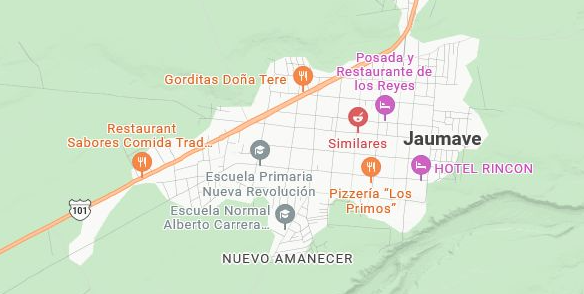 Posada y
Restaurante de
los Reyes
Gorditas Doña Tere
Restaurant
Sabores Comida Trad...
Similares
Jaumave
Escuela Primaria
Nueva Revolución
HOTEL RINCON
Pizzería "Los
Primos"
101
Escuela Normal
Alberto Carrera...
NUEVO AMANECER